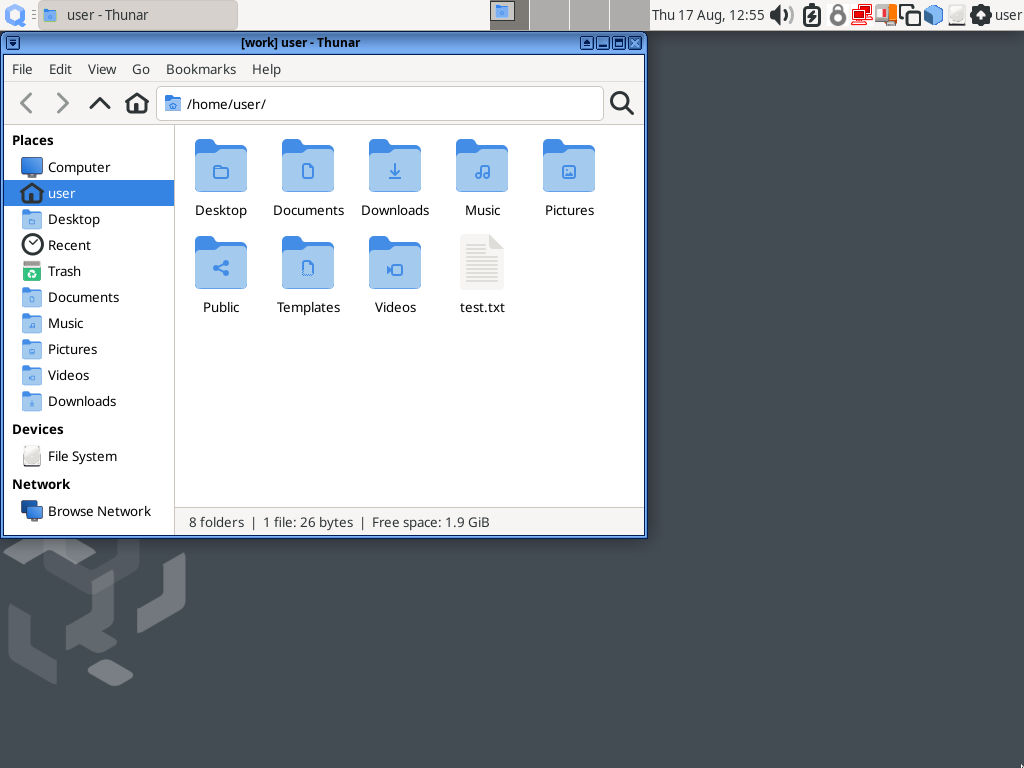 user - Thunar
Thu 17 Aug, 12:55
user
[work] user - Thunar
File Edit View Go Bookmarks Help
/home/user/
Places
Computer
user
Desktop
Recent
Trash
Documents
Music
Pictures
Videos
Downloads
Devices
File System
Network
Browse Network
Desktop Documents Downloads Music Pictures
Public Templates Videos test.txt
8 folders | 1 file: 26 bytes | Free space: 1.9 GiB